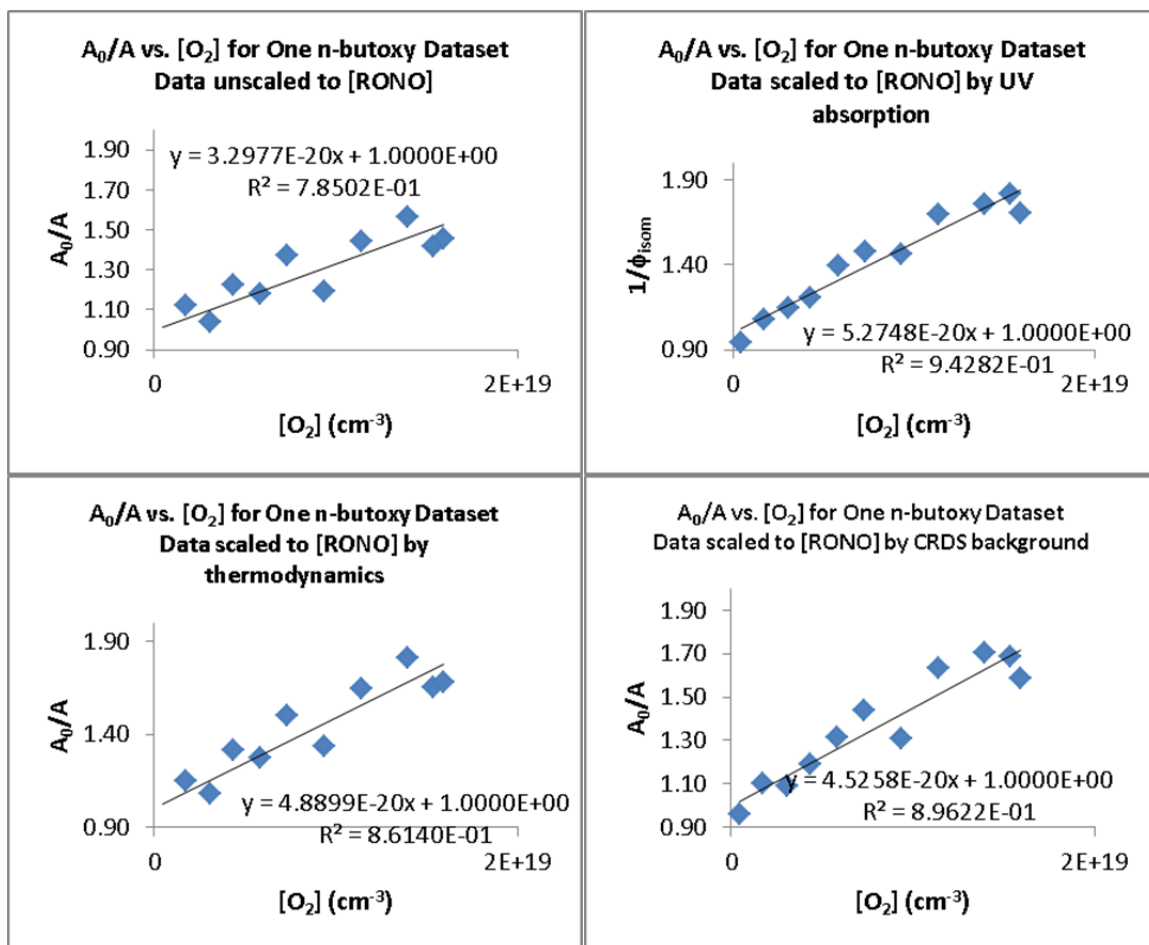 A₀/A vs. [O₂] for One n-butoxy Dataset
Data unscaled to [RONO]
1.90
y = 3.2977E-20x + 1.0000E+00
1.70
R² = 7.8502E-01
A₀/A
1.50
1.30
1.10
0.90
0
2E+19
[O₂] (cm⁻³)
A₀/A vs. [O₂] for One n-butoxy Dataset
Data scaled to [RONO] by UV
absorption
1.90
1/ϕisom
1.40
y = 5.2748E-20x + 1.0000E+00
0.90
R² = 9.4282E-01
0
2E+19
[O₂] (cm⁻³)
A₀/A vs. [O₂] for One n-butoxy Dataset
Data scaled to [RONO] by
thermodynamics
1.90
A₀/A
1.40
y = 4.8899E-20x + 1.0000E+00
0.90
R² = 8.6140E-01
0
2E+19
[O₂] (cm⁻³)
A₀/A vs. [O₂] for One n-butoxy Dataset
Data scaled to [RONO] by CRDS background
1.90
1.70
A₀/A
1.50
1.30
1.10
y = 4.5258E-20x + 1.0000E+00
0.90
R² = 8.9622E-01
0
2E+19
[O₂] (cm⁻³)